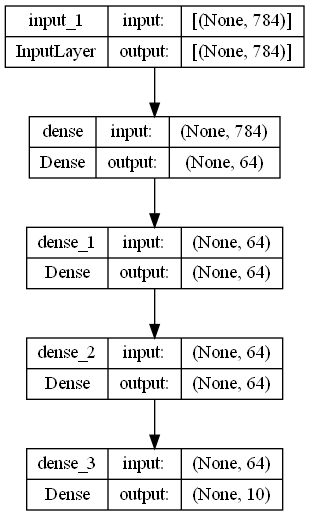 input_1 input: [(None, 784)]
InputLayer output: [(None, 784)]
dense input: (None, 784)
Dense output: (None, 64)
dense_1 input: (None, 64)
Dense output: (None, 64)
dense_2 input: (None, 64)
Dense output: (None, 64)
dense_3 input: (None, 64)
Dense output: (None, 10)